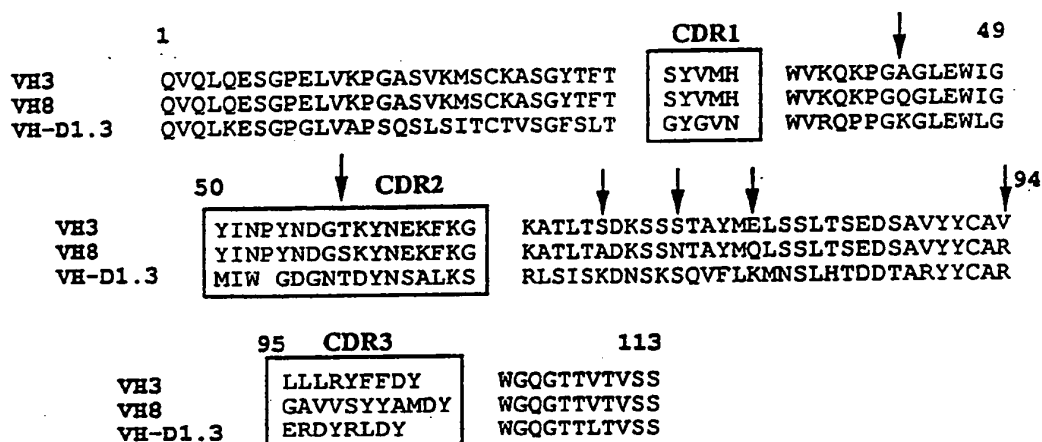 1 CDR1 49
VH3 QVQLQESGPELVKPGASVKMSCKASGYTFT SYVMH WVKQKPGAGLEWIG
VH8 QVQLQESGPELVKPGASVKMSCKASGYTFT SYVMH WVKQKPGQGLEWIG
VH-D1.3 QVQLKESGPGLVAPSQSLSITCTVSGFSLT GYGVN WVRQPPGKGLEWLG
50 CDR2 94
VH3 YINPYNDGTKYNEKFKG KATLTSDKSSSTAYMELSSLTSEDSAVYYCAV
VH8 YINPYNDGSKYNEKFKG KATLTADKSSNTAYMQLSSLTSEDSAVYYCAR
VH-D1.3 MIW GDGNTDYNSALKS RLSISKDNSKSQVFLKMNSLHTDDTARYYCAR
95 CDR3 113
VH3 LLLRYFFDY WGQGTTVTVSS
VH8 GAVVSYYAMDY WGQGTTVTVSS
VH-D1.3 ERDYRLDY WGQGTTLTVSS